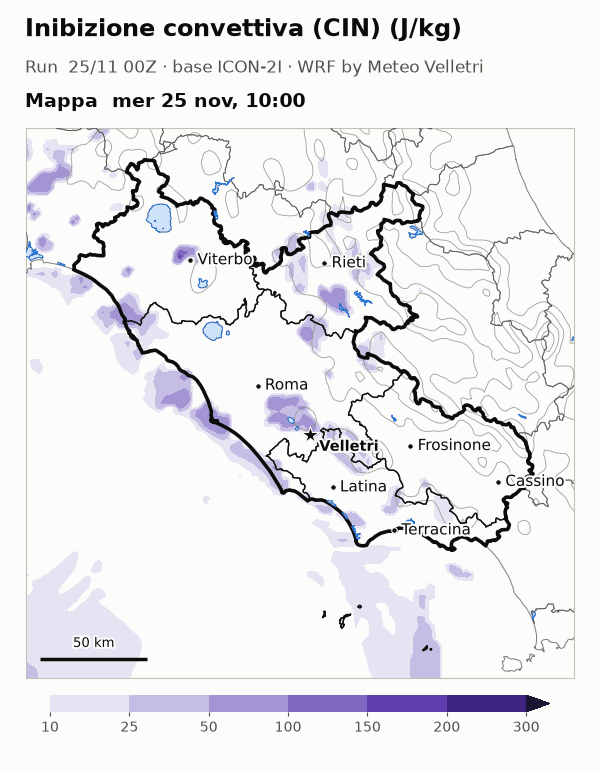 Inibizione convettiva (CIN) (J/kg)
Run 25/11 00Z · base ICON-2I · WRF by Meteo Velletri
Mappa mer 25 nov, 10:00
Viterbo
Rieti
Roma
Velletri
Frosinone
Cassino
Latina
Terracina
50 km
10 25 50 100 150 200 300